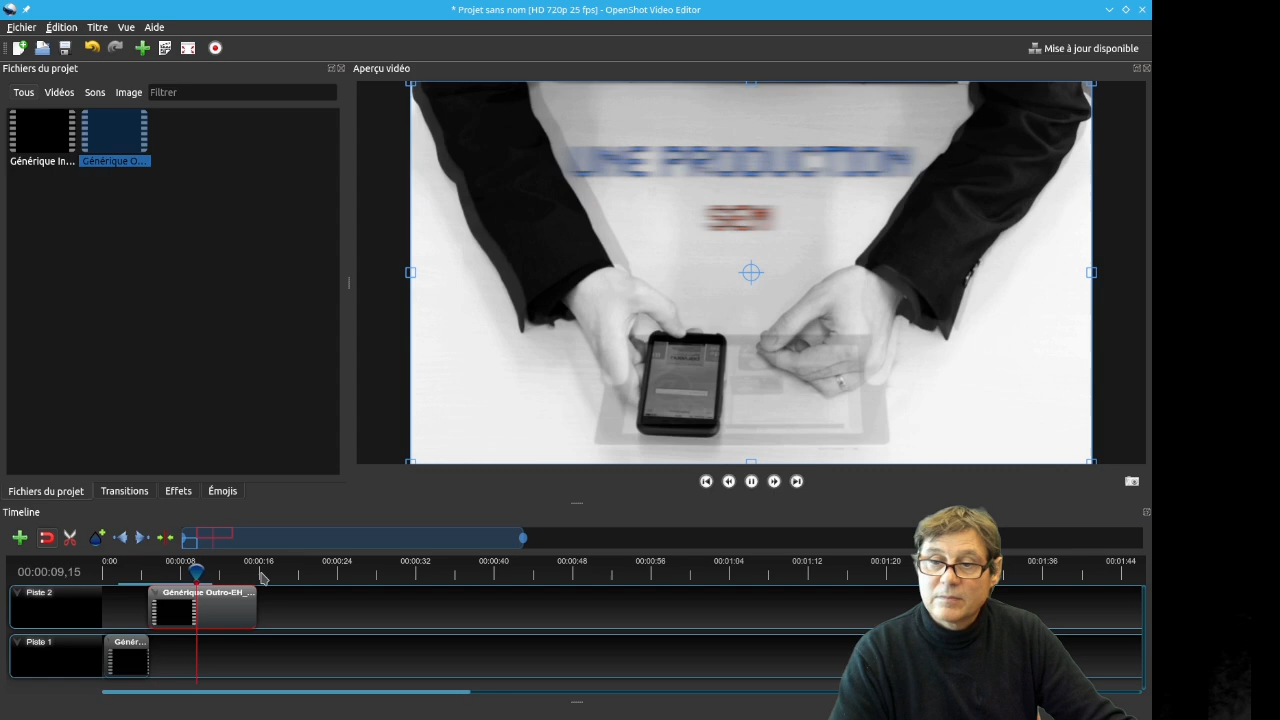 * Projet sans nom [HD 720p 25 fps] - OpenShot Video Editor
Fichier Édition Titre Vue Aide
Mise à jour disponible
Fichiers du projet
Aperçu vidéo
Tous Vidéos Sons Image Filtrer
Générique In... Générique O...
UNE PRODUCTION
Fichiers du projet Transitions Effets Émojis
Timeline
00:00:09,15
0:00 00:00:08 00:00:16 00:00:24 00:00:32 00:00:40 00:00:48 00:00:56 00:01:04 00:01:12 00:01:20 00:01:36 00:01:44
Piste 2
Générique Outro-EH_...
Piste 1
Génér...